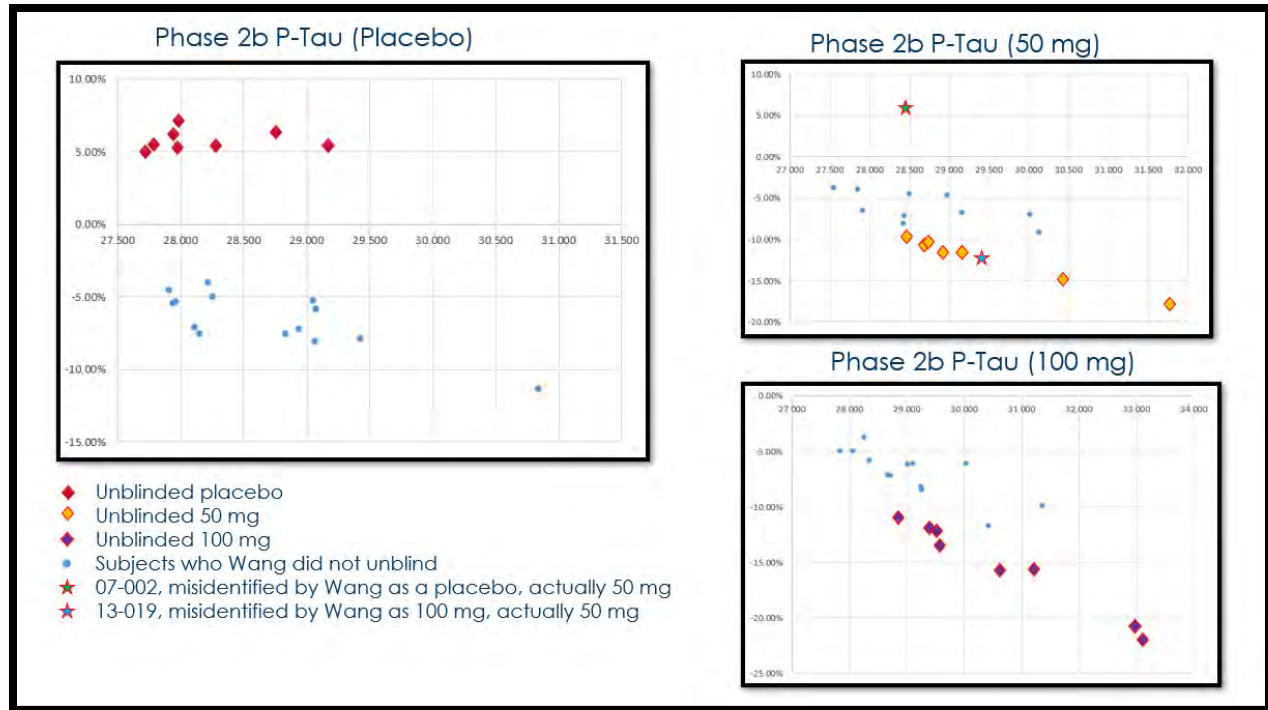 Phase 2b P-Tau (Placebo)
10.00%
5.00%
0.00%
27.500 28.000 28.500 29.000 29.500 30.000 30.500 31.000 31.500
-5.00%
-10.00%
-15.00%
Unblinded placebo
Unblinded 50 mg
Unblinded 100 mg
Subjects who Wang did not unblind
07-002, misidentified by Wang as a placebo, actually 50 mg
13-019, misidentified by Wang as 100 mg, actually 50 mg
Phase 2b P-Tau (50 mg)
10.00%
5.00%
0.00%
27 000 27 500 28 000 28 500 29 000 29 500 30 000 30 500 31 000 31 500 32 000
-5.00%
-10.00%
-15.00%
-20.00%
Phase 2b P-Tau (100 mg)
0.00%
27 000 28 000 29 000 30 000 31 000 32 000 33 000 34 000
-5.00%
-10.00%
-15.00%
-20.00%
-25.00%